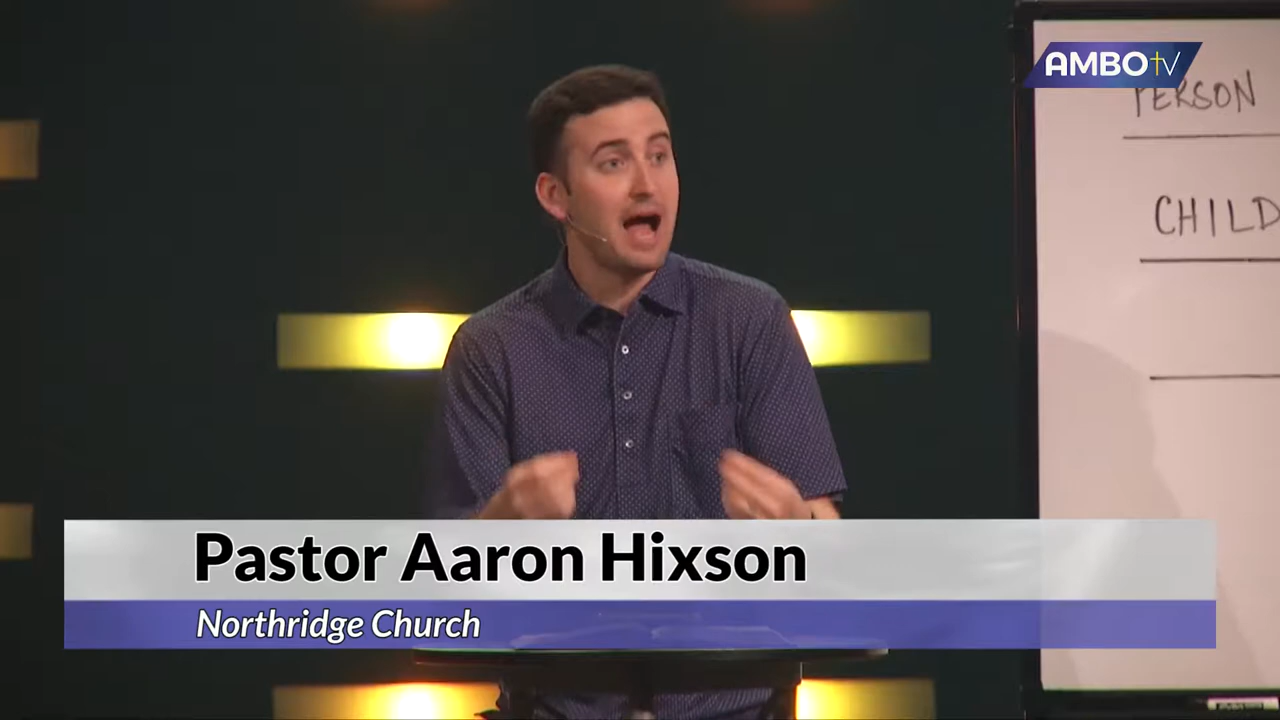 AMBOtv
PERSON
CHILD
Pastor Aaron Hixson
Northridge Church